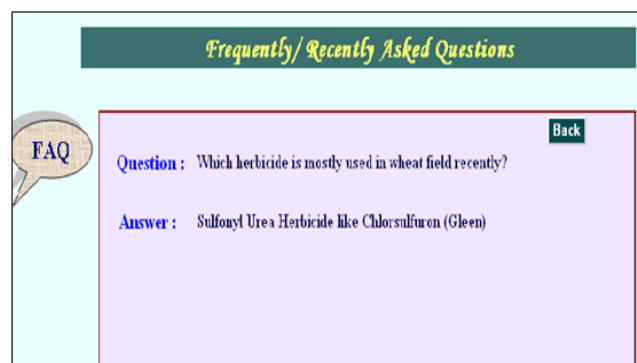 Frequently/ Recently Asked Questions
Back
FAQ
Question : Which herbicide is mostly used in wheat field recently?
Answer : Sulfonyl Urea Herbicide like Chlorsulfuron (Gleen)